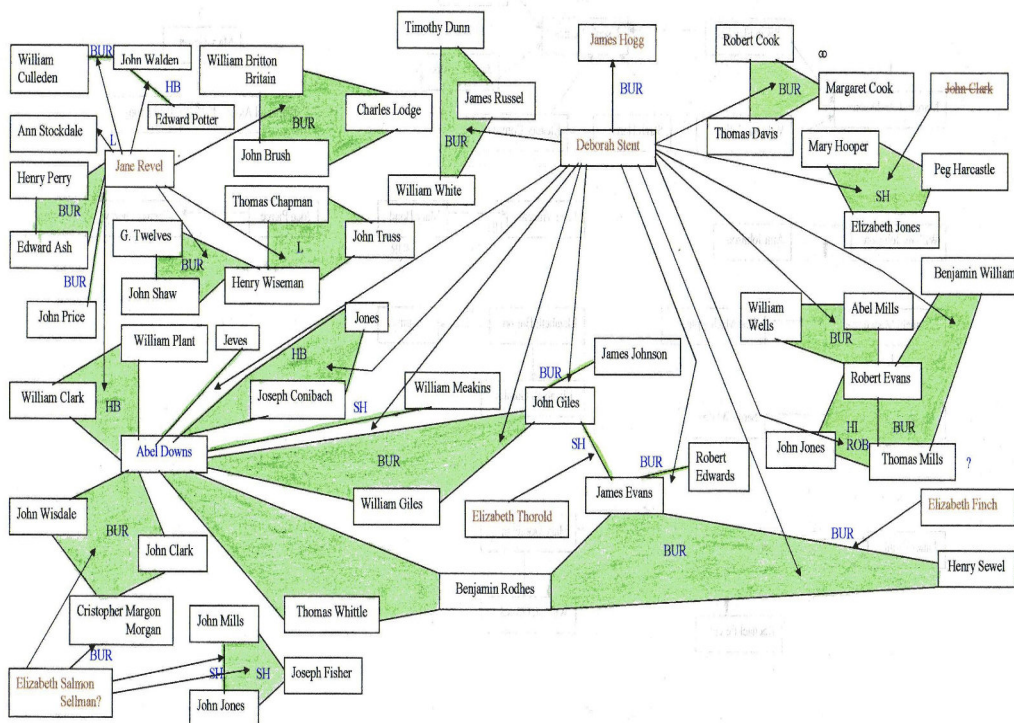 Timothy Dunn
James Hogg
Robert Cook
William
Culleden
BUR
John Walden
William Britton
Britain
HB
BUR
James Russel
BUR
Margaret Cook
John Clark
Charles Lodge
Edward Potter
Ann Stockdale
L
BUR
BUR
Thomas Davis
Deborah Stent
John Brush
Jane Revel
Mary Hooper
Peg Harcastle
Henry Perry
William White
SH
Thomas Chapman
BUR
Elizabeth Jones
G. Twelves
John Truss
Edward Ash
L
BUR
Benjamin William
BUR
John Shaw
Henry Wiseman
John Price
William
Wells
Abel Mills
Jones
William Plant
Jeves
BUR
HB
James Johnson
BUR
Robert Evans
William Clark
HB
Joseph Conibach
SH
William Meakins
John Giles
HI
ROB
BUR
John Jones
SH
Abel Downs
BUR
Thomas Mills
?
BUR
Robert
Edwards
James Evans
William Giles
Elizabeth Thorold
Elizabeth Finch
John Wisdale
BUR
BUR
BUR
John Clark
Henry Sewel
Benjamin Rodhes
Cristopher Margon
Morgan
Thomas Whittle
John Mills
BUR
Elizabeth Salmon
Sellman?
SH
SH
Joseph Fisher
John Jones